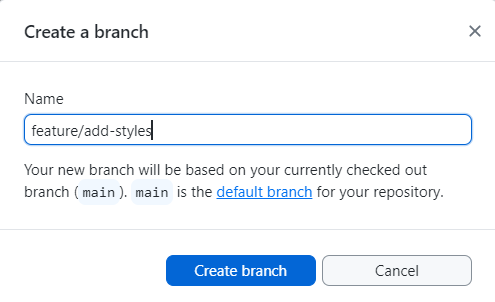 Create a branch
Name
feature/add-styles
Your new branch will be based on your currently checked out
branch ( main ). main is the default branch for your repository.
Create branch
Cancel